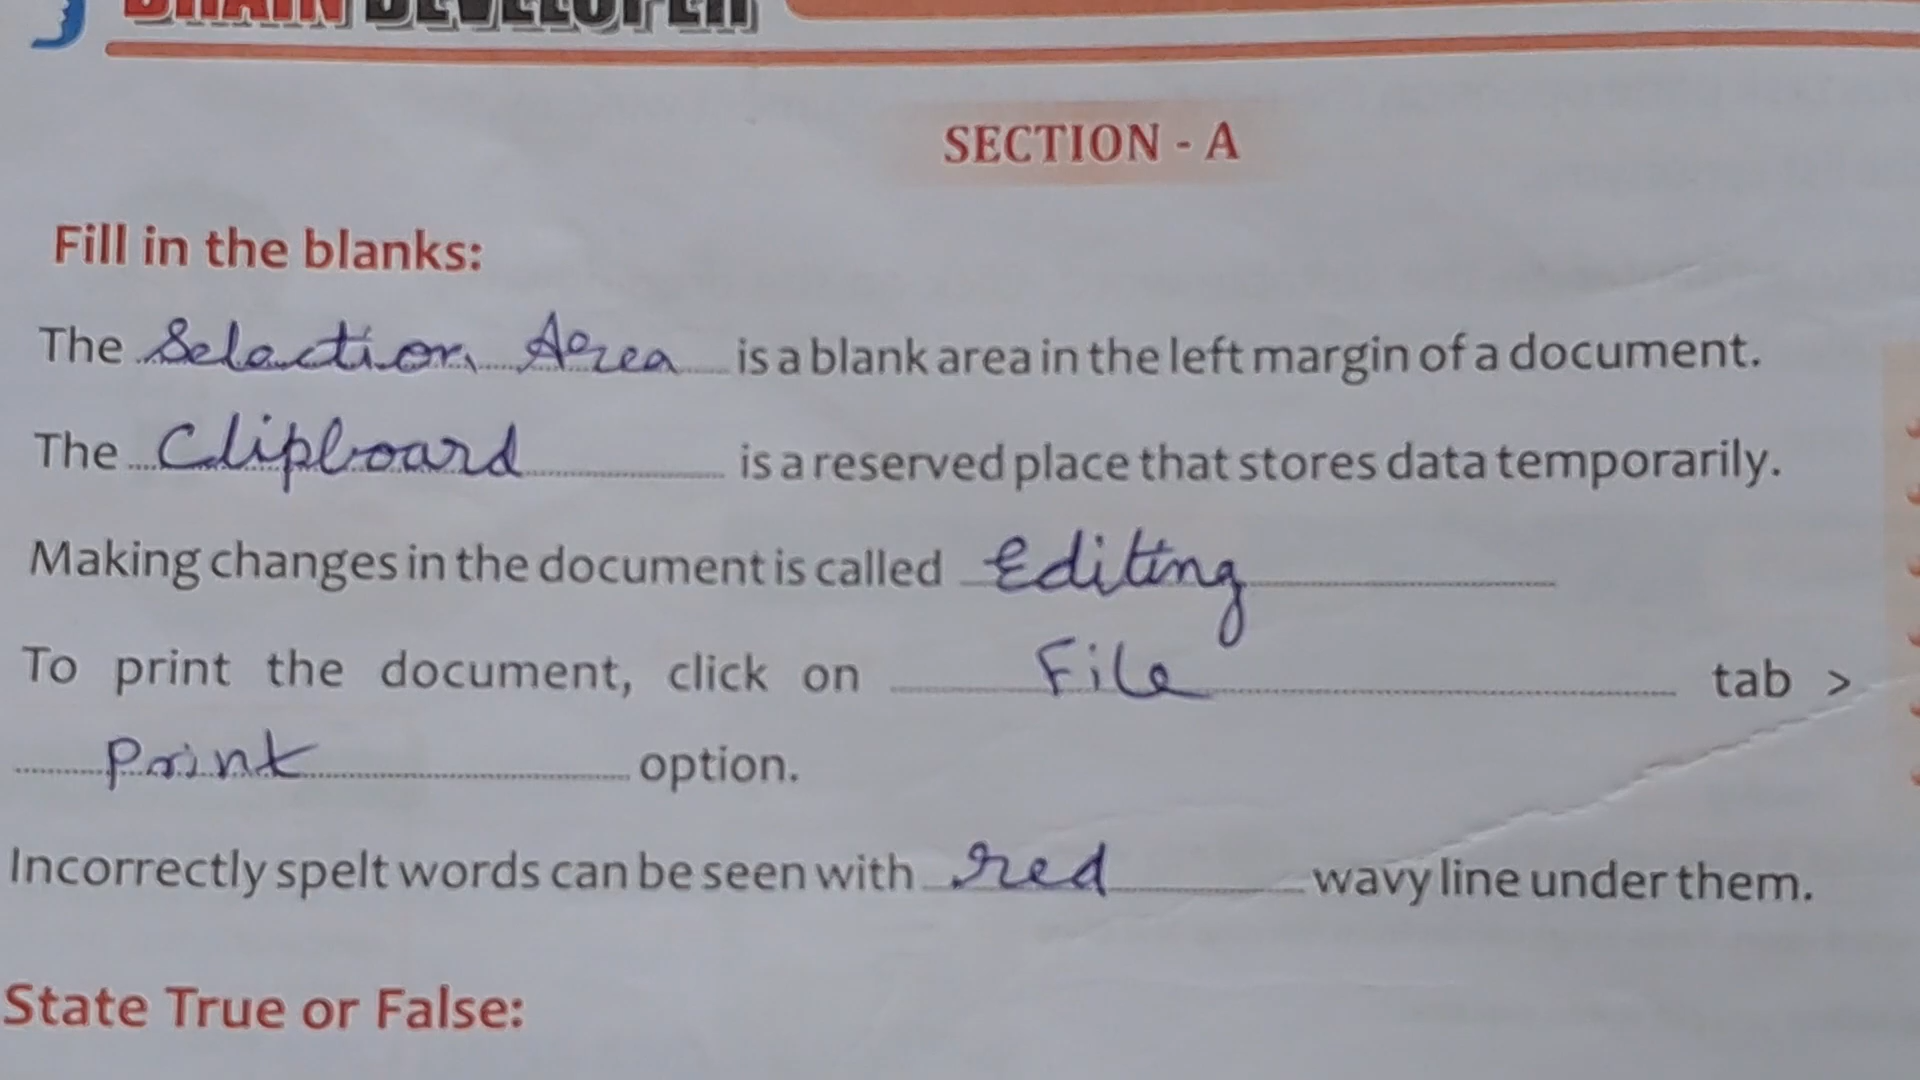 BRAIN DEVELOPER
SECTION - A
Fill in the blanks:
The Selection Area is a blank area in the left margin of a document.
The Clipboard is a reserved place that stores data temporarily.
Making changes in the document is called Editing
To print the document, click on File tab >
Print option.
Incorrectly spelt words can be seen with red wavy line under them.
State True or False: